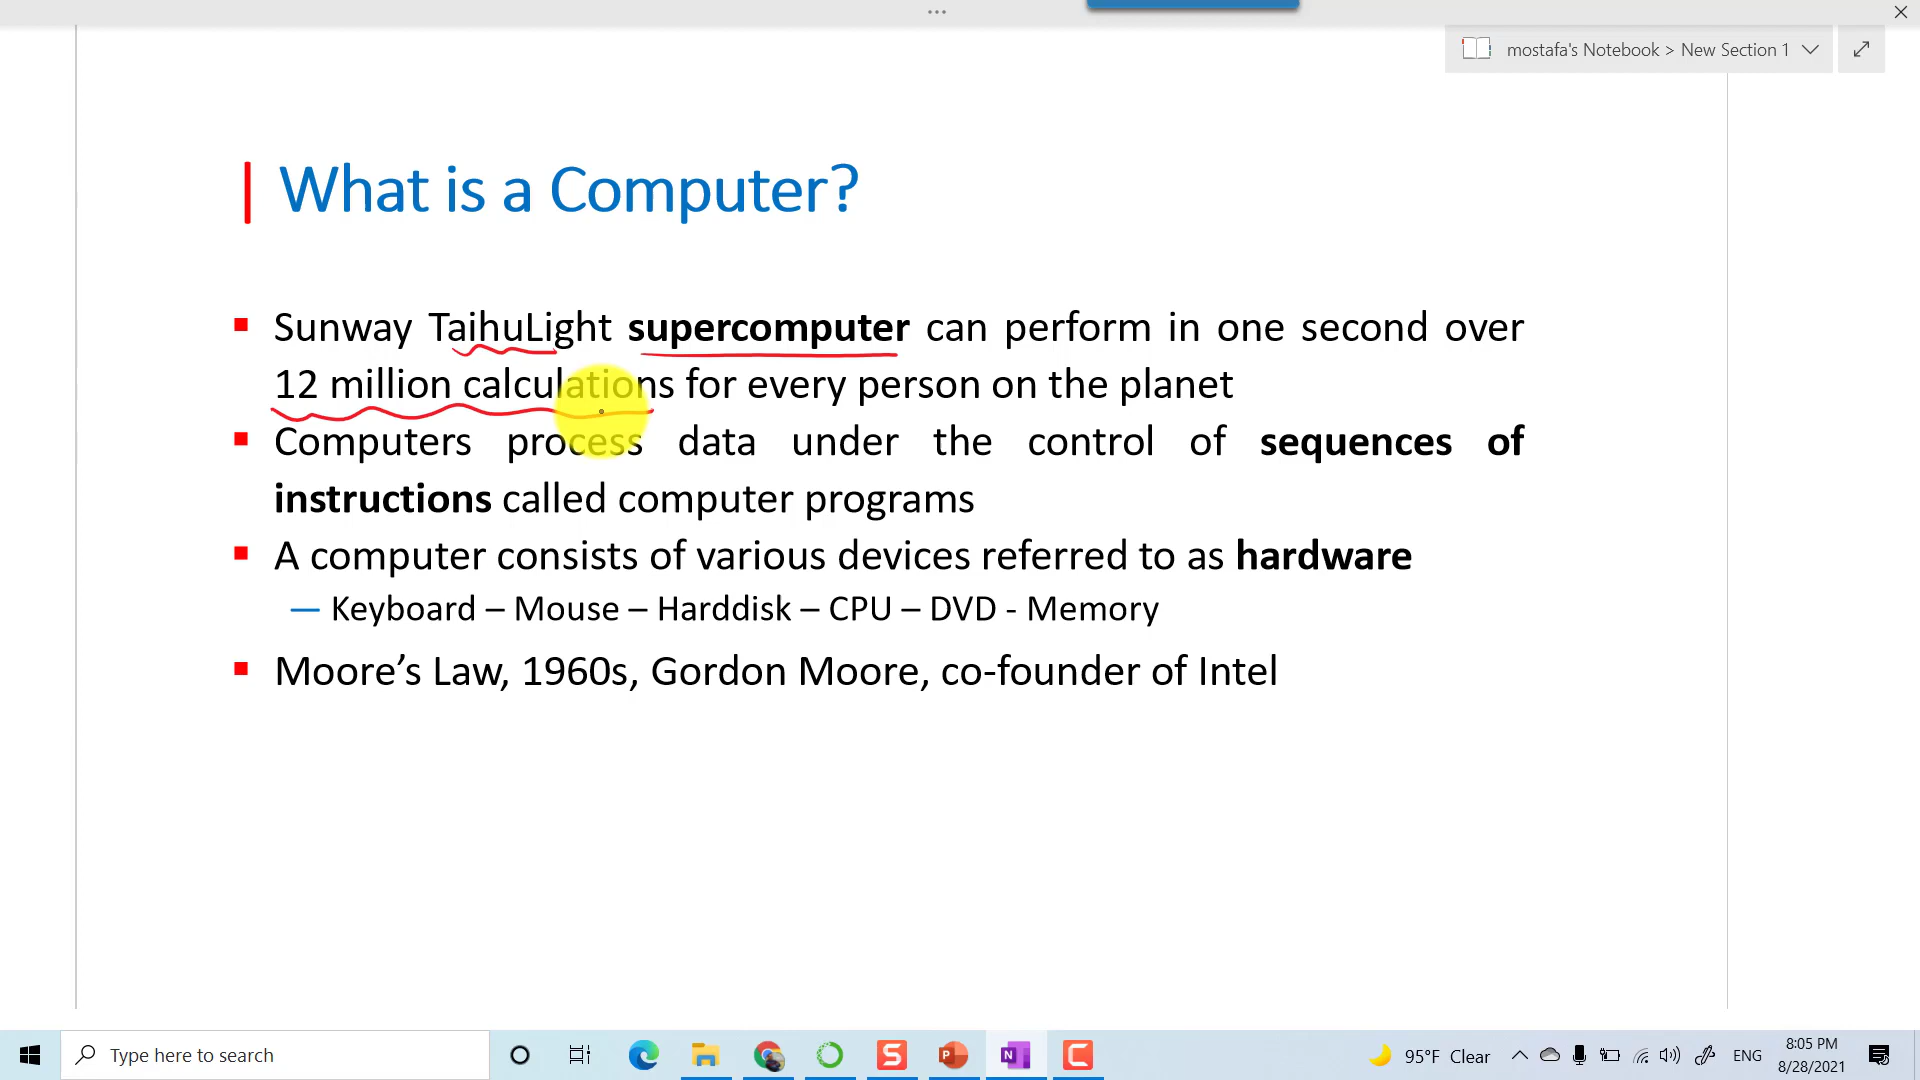 mostafa's Notebook > New Section 1
What is a Computer?
Sunway TaihuLight supercomputer can perform in one second over
12 million calculations for every person on the planet
Computers process data under the control of sequences of
instructions called computer programs
A computer consists of various devices referred to as hardware
— Keyboard – Mouse – Harddisk – CPU – DVD - Memory
Moore’s Law, 1960s, Gordon Moore, co-founder of Intel
Type here to search
95°F Clear
ENG
8:05 PM
8/28/2021